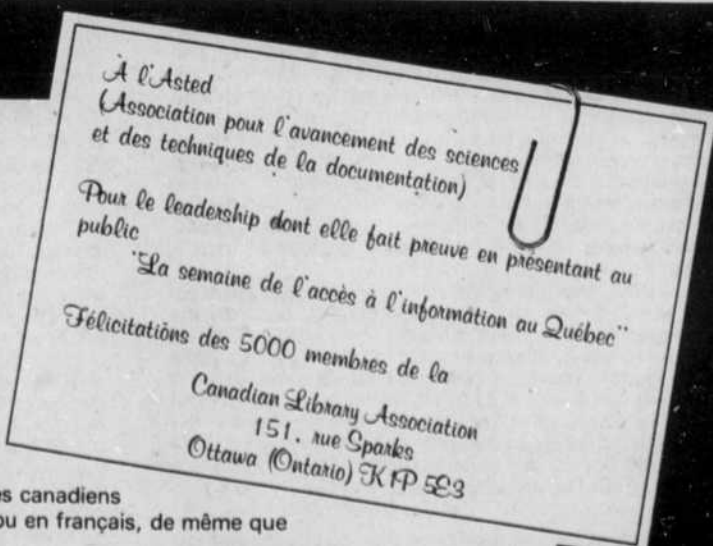 À l'Asted
(Association pour l'avancement des sciences
et des techniques de la documentation)
Pour le leadership dont elle fait preuve en présentant au
public
"La semaine de l'accès à l'information au Québec"
Félicitations des 5000 membres de la
Canadian Library Association
151, rue Sparks
Ottawa (Ontario) K1P 5E3
es canadiens
ou en français, de même que